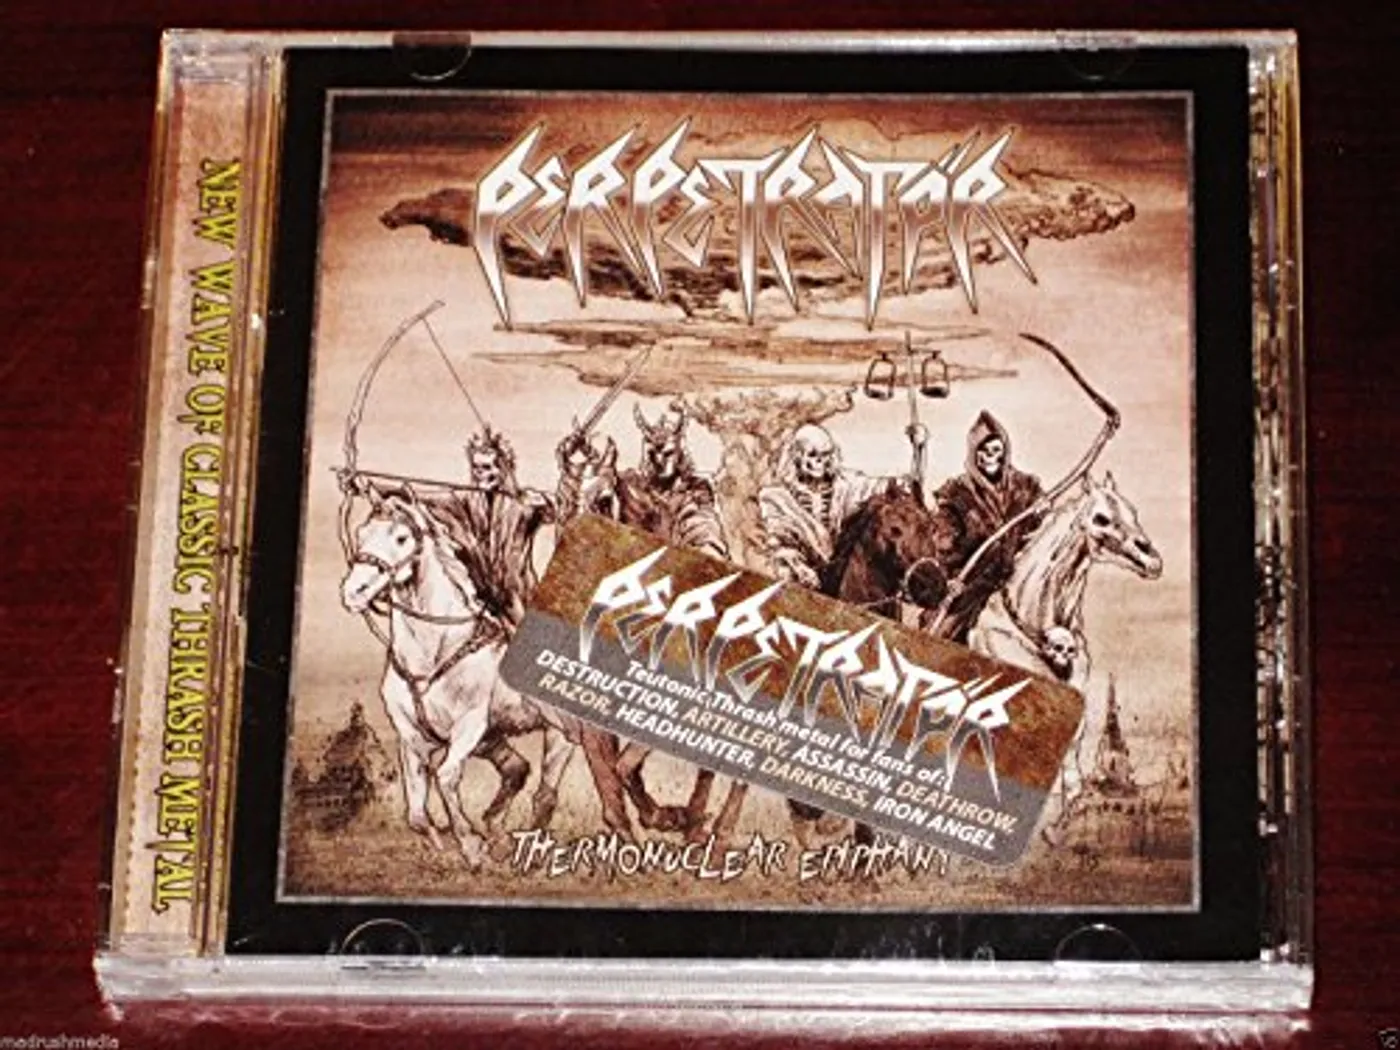 NEW WAVE OF CLASSIC THRASH METAL
PERPETRATÖR
PERPETRATÖR
Teutonic Thrash metal for fans of:
DESTRUCTION, ARTILLERY, ASSASSIN, DEATHROW,
RAZOR, HEADHUNTER, DARKNESS, IRON ANGEL
THERMONUCLEAR EPIPHANY
madrushmedia